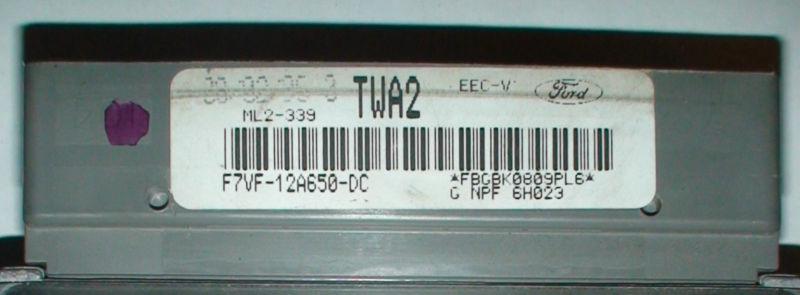 TWA2 EEC-V Ford
ML2-339
F7VF-12A650-DC *FBGBK0809PL6*
G NPF 6H023